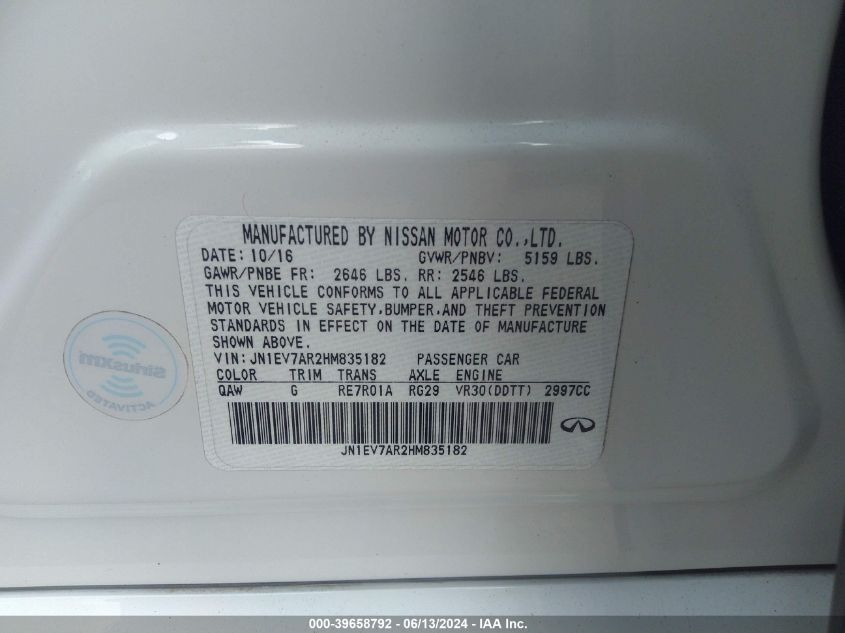 MANUFACTURED BY NISSAN MOTOR CO.,LTD.
DATE: 10/16 GVWR/PNBV: 5159 LBS.
GAWR/PNBE FR: 2646 LBS. RR: 2546 LBS.
THIS VEHICLE CONFORMS TO ALL APPLICABLE FEDERAL
MOTOR VEHICLE SAFETY,BUMPER,AND THEFT PREVENTION
STANDARDS IN EFFECT ON THE DATE OF MANUFACTURE
SHOWN ABOVE.
VIN:JN1EV7AR2HM835182 PASSENGER CAR
COLOR TRIM TRANS AXLE ENGINE
QAW G RE7R01A RG29 VR30(DDTT) 2997CC
JN1EV7AR2HM835182
SiriusXM
ACTIVATED
000-39658792 - 06/13/2024 - IAA Inc.